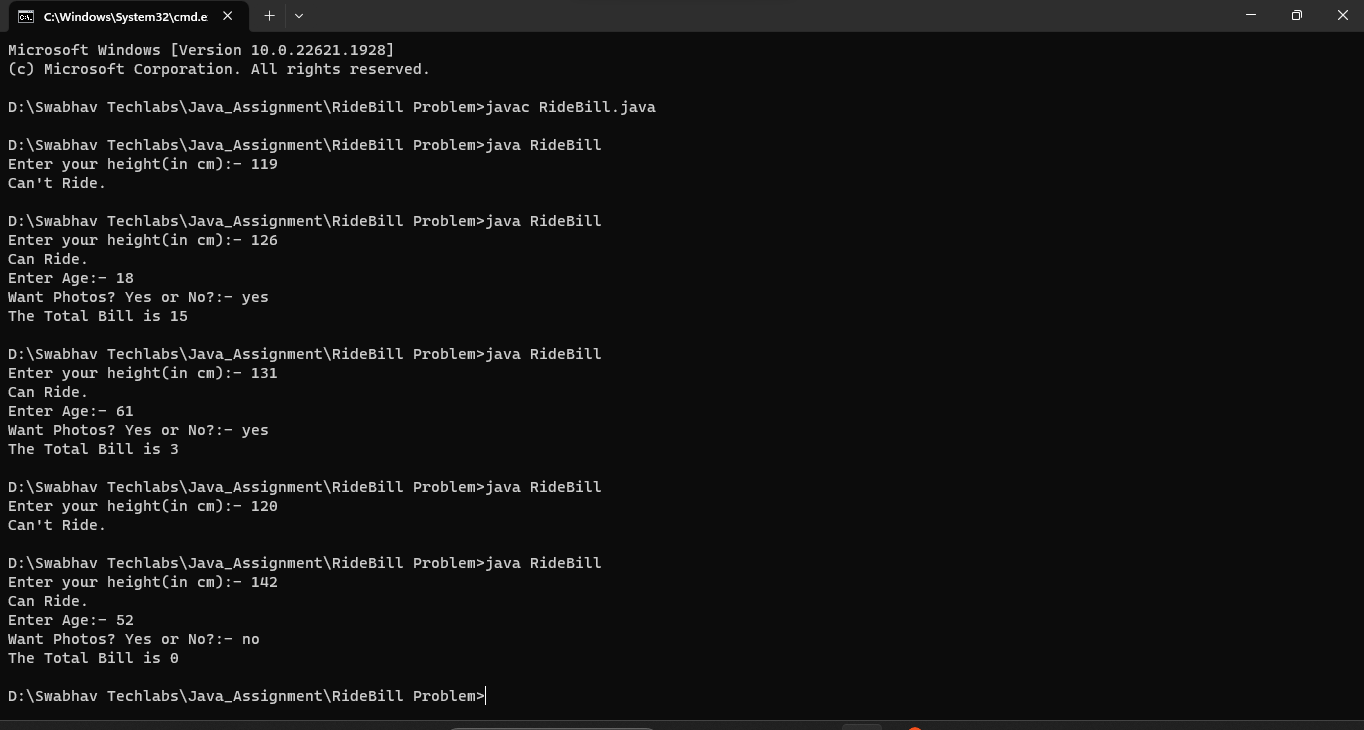 C:\Windows\System32\cmd.e
Microsoft Windows [Version 10.0.22621.1928]
(c) Microsoft Corporation. All rights reserved.
D:\Swabhav Techlabs\Java_Assignment\RideBill Problem>javac RideBill.java
D:\Swabhav Techlabs\Java_Assignment\RideBill Problem>java RideBill
Enter your height(in cm):- 119
Can't Ride.
D:\Swabhav Techlabs\Java_Assignment\RideBill Problem>java RideBill
Enter your height(in cm):- 126
Can Ride.
Enter Age:- 18
Want Photos? Yes or No?:- yes
The Total Bill is 15
D:\Swabhav Techlabs\Java_Assignment\RideBill Problem>java RideBill
Enter your height(in cm):- 131
Can Ride.
Enter Age:- 61
Want Photos? Yes or No?:- yes
The Total Bill is 3
D:\Swabhav Techlabs\Java_Assignment\RideBill Problem>java RideBill
Enter your height(in cm):- 120
Can't Ride.
D:\Swabhav Techlabs\Java_Assignment\RideBill Problem>java RideBill
Enter your height(in cm):- 142
Can Ride.
Enter Age:- 52
Want Photos? Yes or No?:- no
The Total Bill is 0
D:\Swabhav Techlabs\Java_Assignment\RideBill Problem>